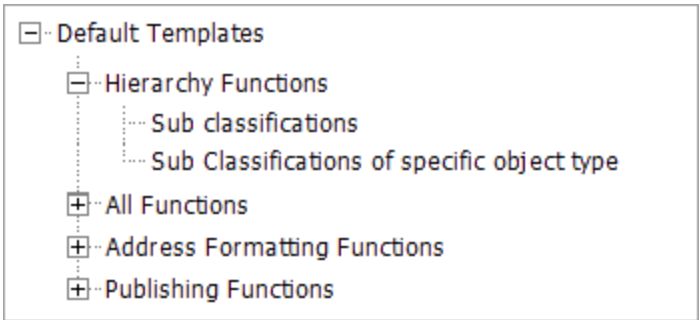 Default Templates
Hierarchy Functions
Sub classifications
Sub Classifications of specific object type
All Functions
Address Formatting Functions
Publishing Functions